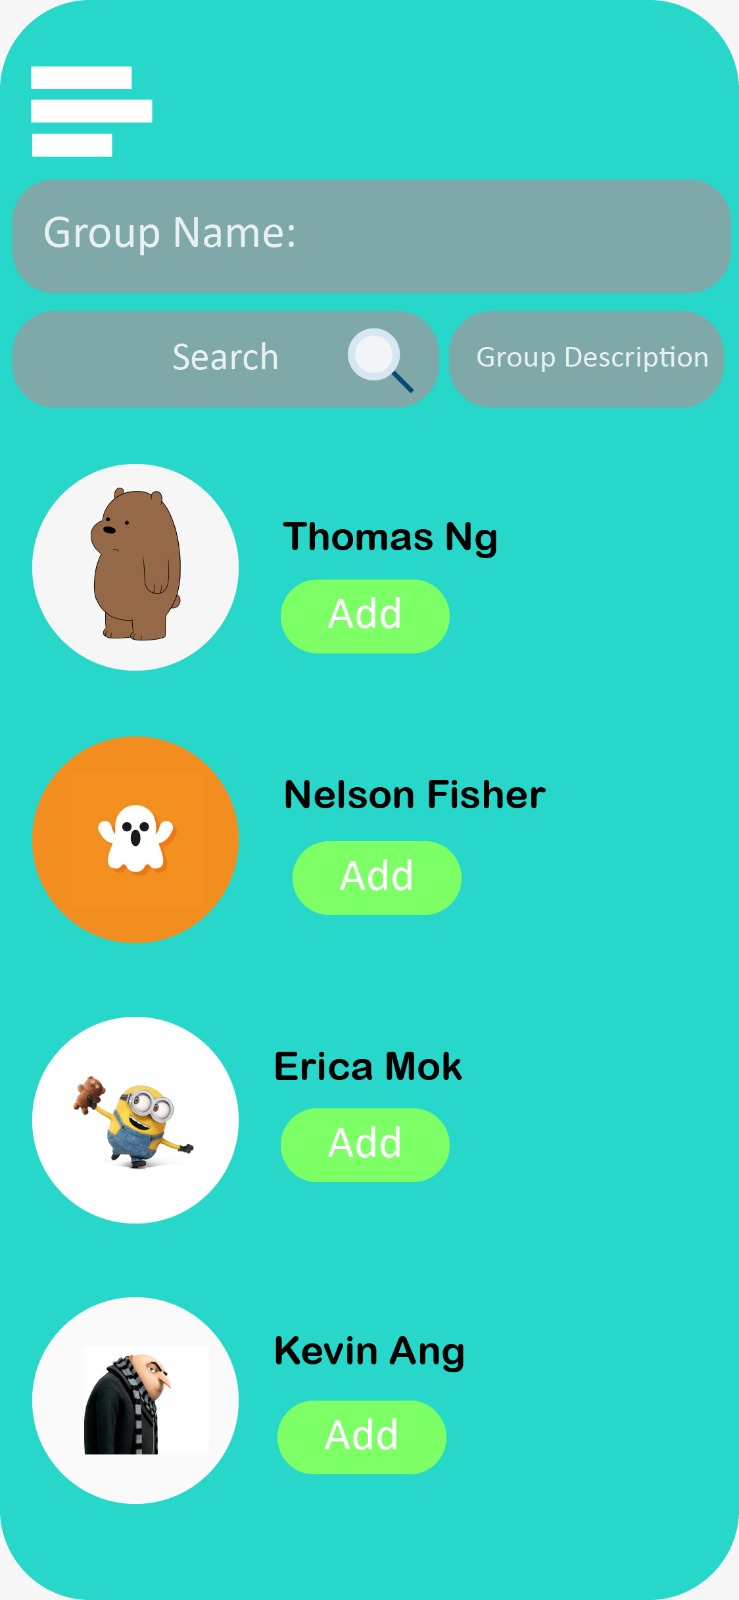 Group Name:
Search
Group Description
Thomas Ng
Add
Nelson Fisher
Add
Erica Mok
Add
Kevin Ang
Add